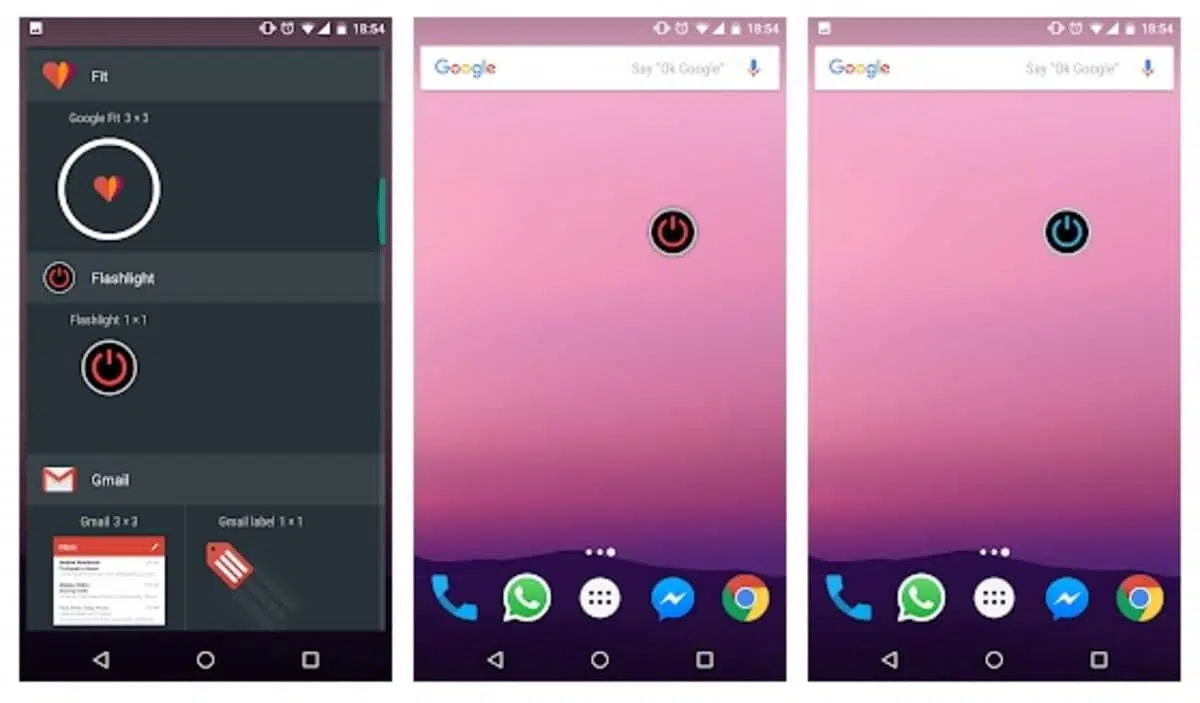 18:54
Fit
Google Fit 3 × 3
Flashlight
Flashlight 1 × 1
Gmail
Gmail 3 × 3
Gmail label 1 × 1
18:54
Google
Say "Ok Google"
18:54
Google
Say "Ok Google"